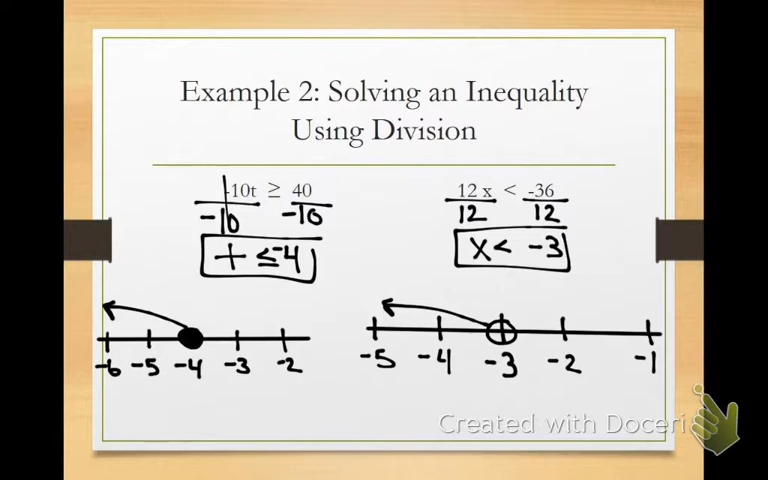 Example 2: Solving an Inequality
Using Division
-10t ≥ 40
-10 -10
t ≤ -4
-6 -5 -4 -3 -2
12 x < -36
12 12
x < -3
-5 -4 -3 -2 -1
Created with Doceri